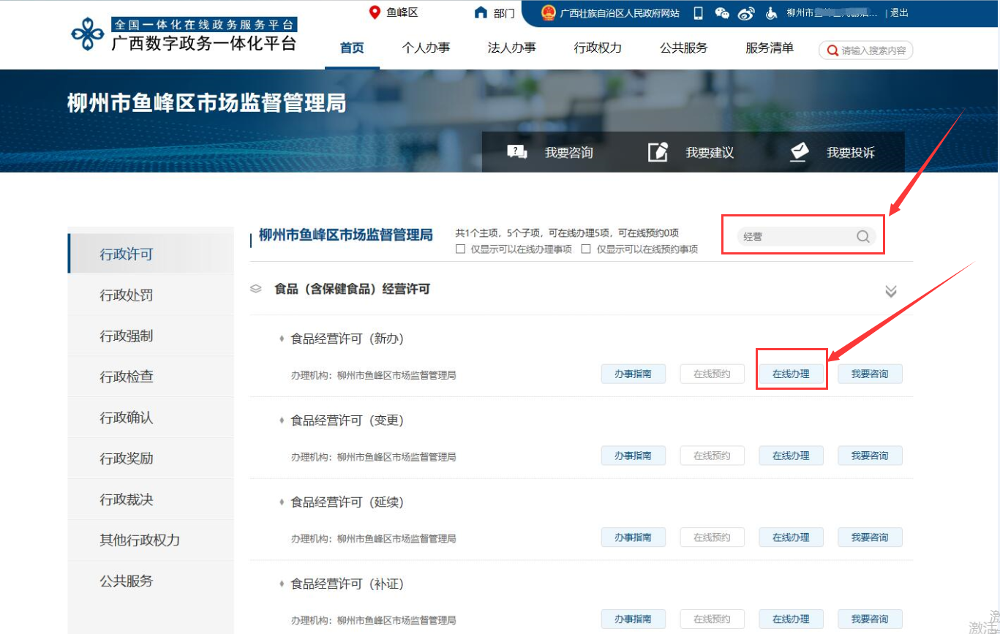 鱼峰区
部门
广西壮族自治区人民政府网站
柳州市
...
| 退出
全国一体化在线政务服务平台
广西数字政务一体化平台
首页
个人办事
法人办事
行政权力
公共服务
服务清单
请输入搜索内容
柳州市鱼峰区市场监督管理局
我要咨询
我要建议
我要投诉
行政许可
行政处罚
行政强制
行政检查
行政确认
行政奖励
行政裁决
其他行政权力
公共服务
柳州市鱼峰区市场监督管理局
共1个主项，5个子项，可在线办理5项，可在线预约0项
仅显示可以在线办理事项
仅显示可以在线预约事项
经营
食品（含保健食品）经营许可
食品经营许可（新办）
办理机构：柳州市鱼峰区市场监督管理局
办事指南
在线预约
在线办理
我要咨询
食品经营许可（变更）
办理机构：柳州市鱼峰区市场监督管理局
办事指南
在线预约
在线办理
我要咨询
食品经营许可（延续）
办理机构：柳州市鱼峰区市场监督管理局
办事指南
在线预约
在线办理
我要咨询
食品经营许可（补证）
办理机构：柳州市鱼峰区市场监督管理局
办事指南
在线预约
在线办理
我要咨询
激活